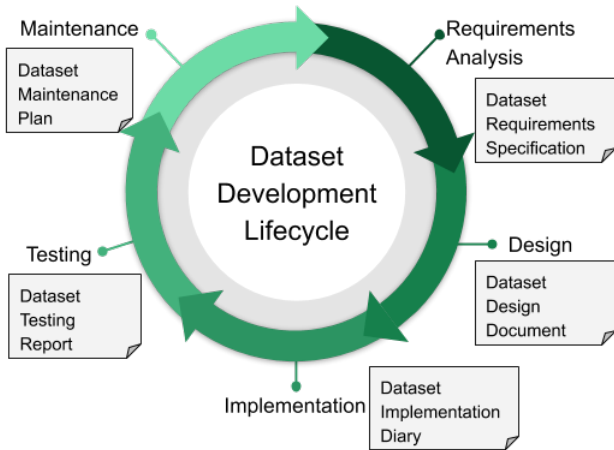 Maintenance
Dataset
Maintenance
Plan
Requirements
Analysis
Dataset
Requirements
Specification
Dataset
Development
Lifecycle
Testing
Dataset
Testing
Report
Design
Dataset
Design
Document
Implementation
Dataset
Implementation
Diary